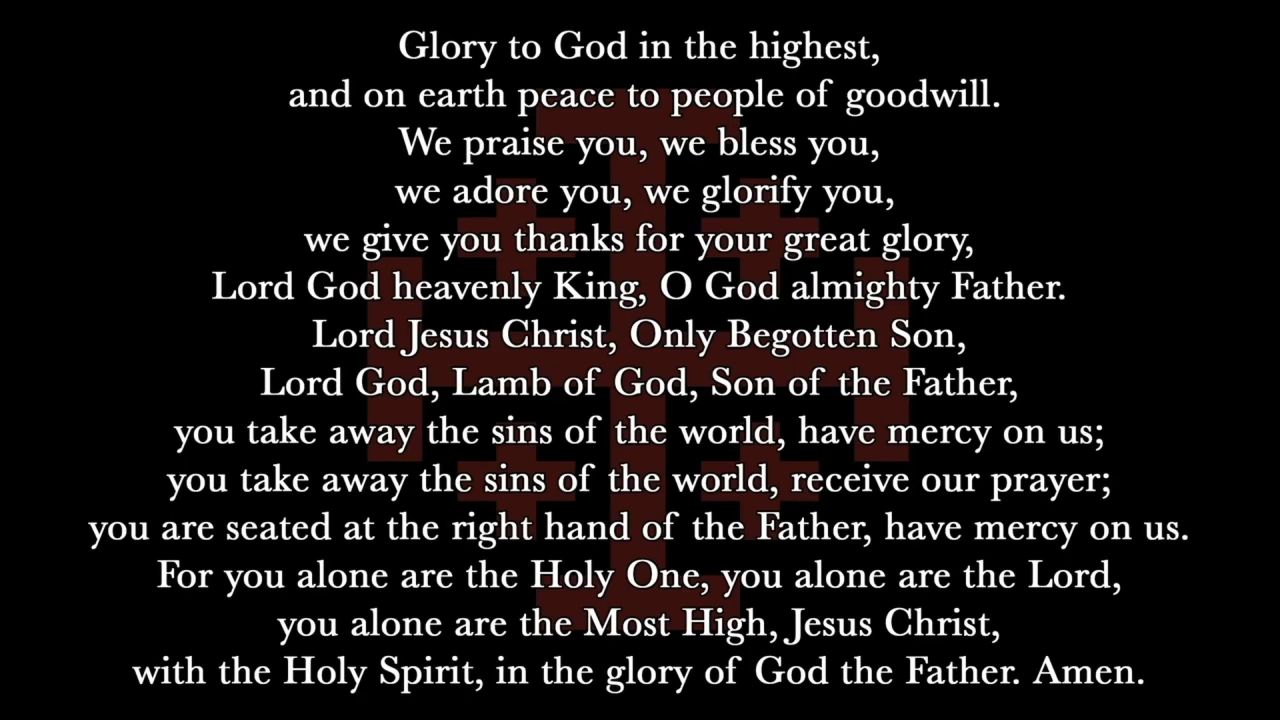 Glory to God in the highest,
and on earth peace to people of goodwill.
We praise you, we bless you,
we adore you, we glorify you,
we give you thanks for your great glory,
Lord God heavenly King, O God almighty Father.
Lord Jesus Christ, Only Begotten Son,
Lord God, Lamb of God, Son of the Father,
you take away the sins of the world, have mercy on us;
you take away the sins of the world, receive our prayer;
you are seated at the right hand of the Father, have mercy on us.
For you alone are the Holy One, you alone are the Lord,
you alone are the Most High, Jesus Christ,
with the Holy Spirit, in the glory of God the Father. Amen.